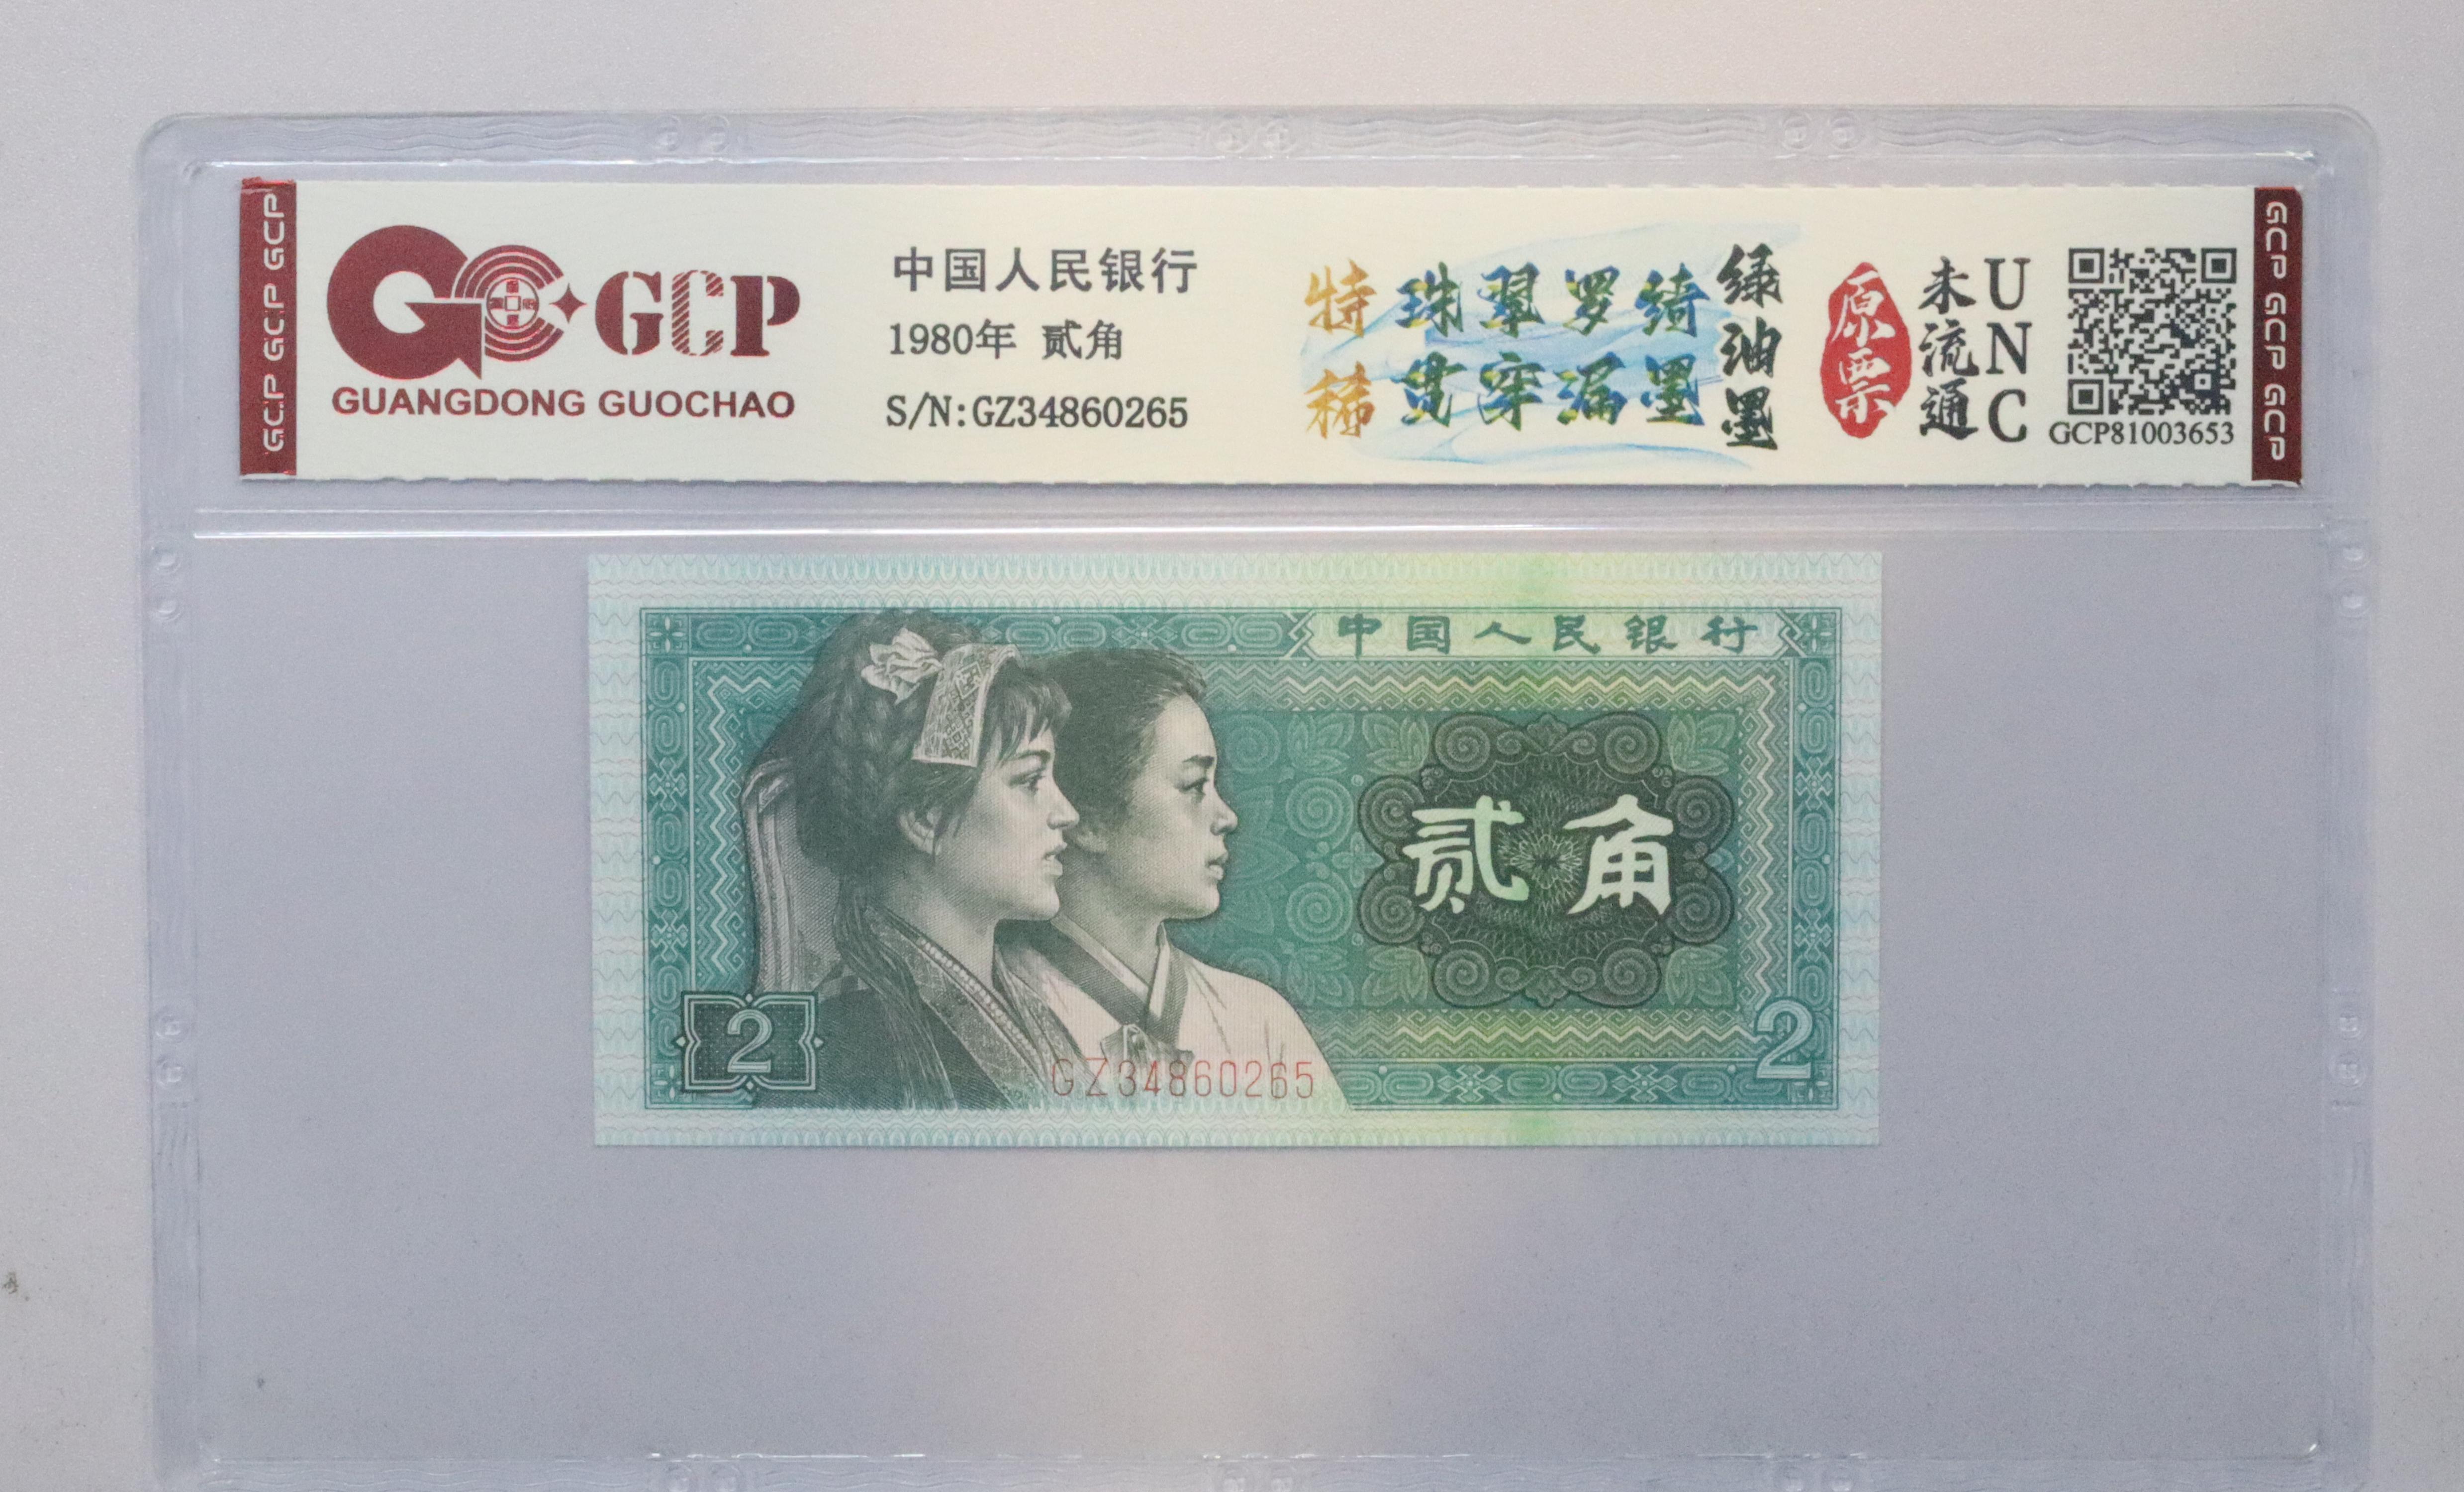 GCP GCP GCP
GCP
GUANGDONG GUOCHAO
中国人民银行
1980年 贰角
S/N:GZ34860265
特稀
珠翠罗绮
贯穿漏墨
绿油墨
原票
未流通
UNC
GCP81003653
GCP GCP GCP
中国人民银行
贰角
2
GZ34860265
2